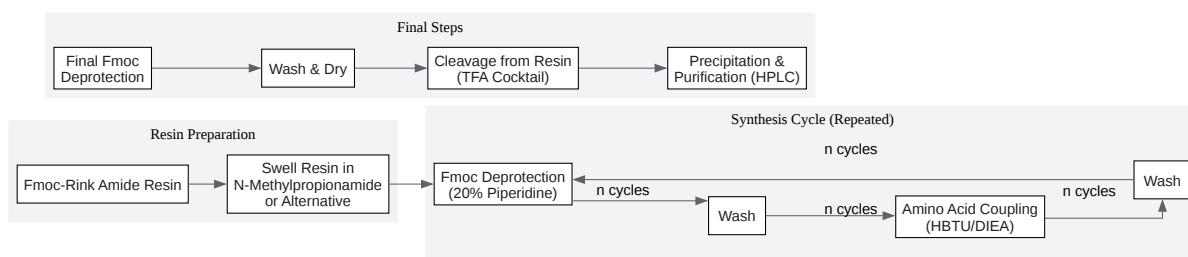 Final Steps
Final Fmoc
Deprotection
Wash & Dry
Cleavage from Resin
(TFA Cocktail)
Precipitation &
Purification (HPLC)
Resin Preparation
Fmoc-Rink Amide Resin
Swell Resin in
N-Methylpropionamide
or Alternative
Synthesis Cycle (Repeated)
n cycles
Fmoc Deprotection
(20% Piperidine)
n cycles
Wash
n cycles
Amino Acid Coupling
(HBTU/DIEA)
n cycles
Wash